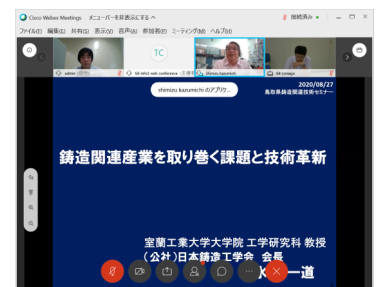 Cisco Webex Meetings メニューバーを非表示にする へ
接続済み
ファイル(F) 編集(E) 共有(S) 表示(V) 音声(A) 参加者(P) ミーティング(M) ヘルプ(H)
TC
admin
tiit-infs2 web conference
shimizu kazumichi
shimizu kazumichi のアプリケ...
2020/08/27
鳥取県鋳造関連技術セミナー
鋳造関連産業を取り巻く課題と技術革新
室蘭工業大学大学院 工学研究科 教授
(公社)日本鋳造工学会 会長
一道